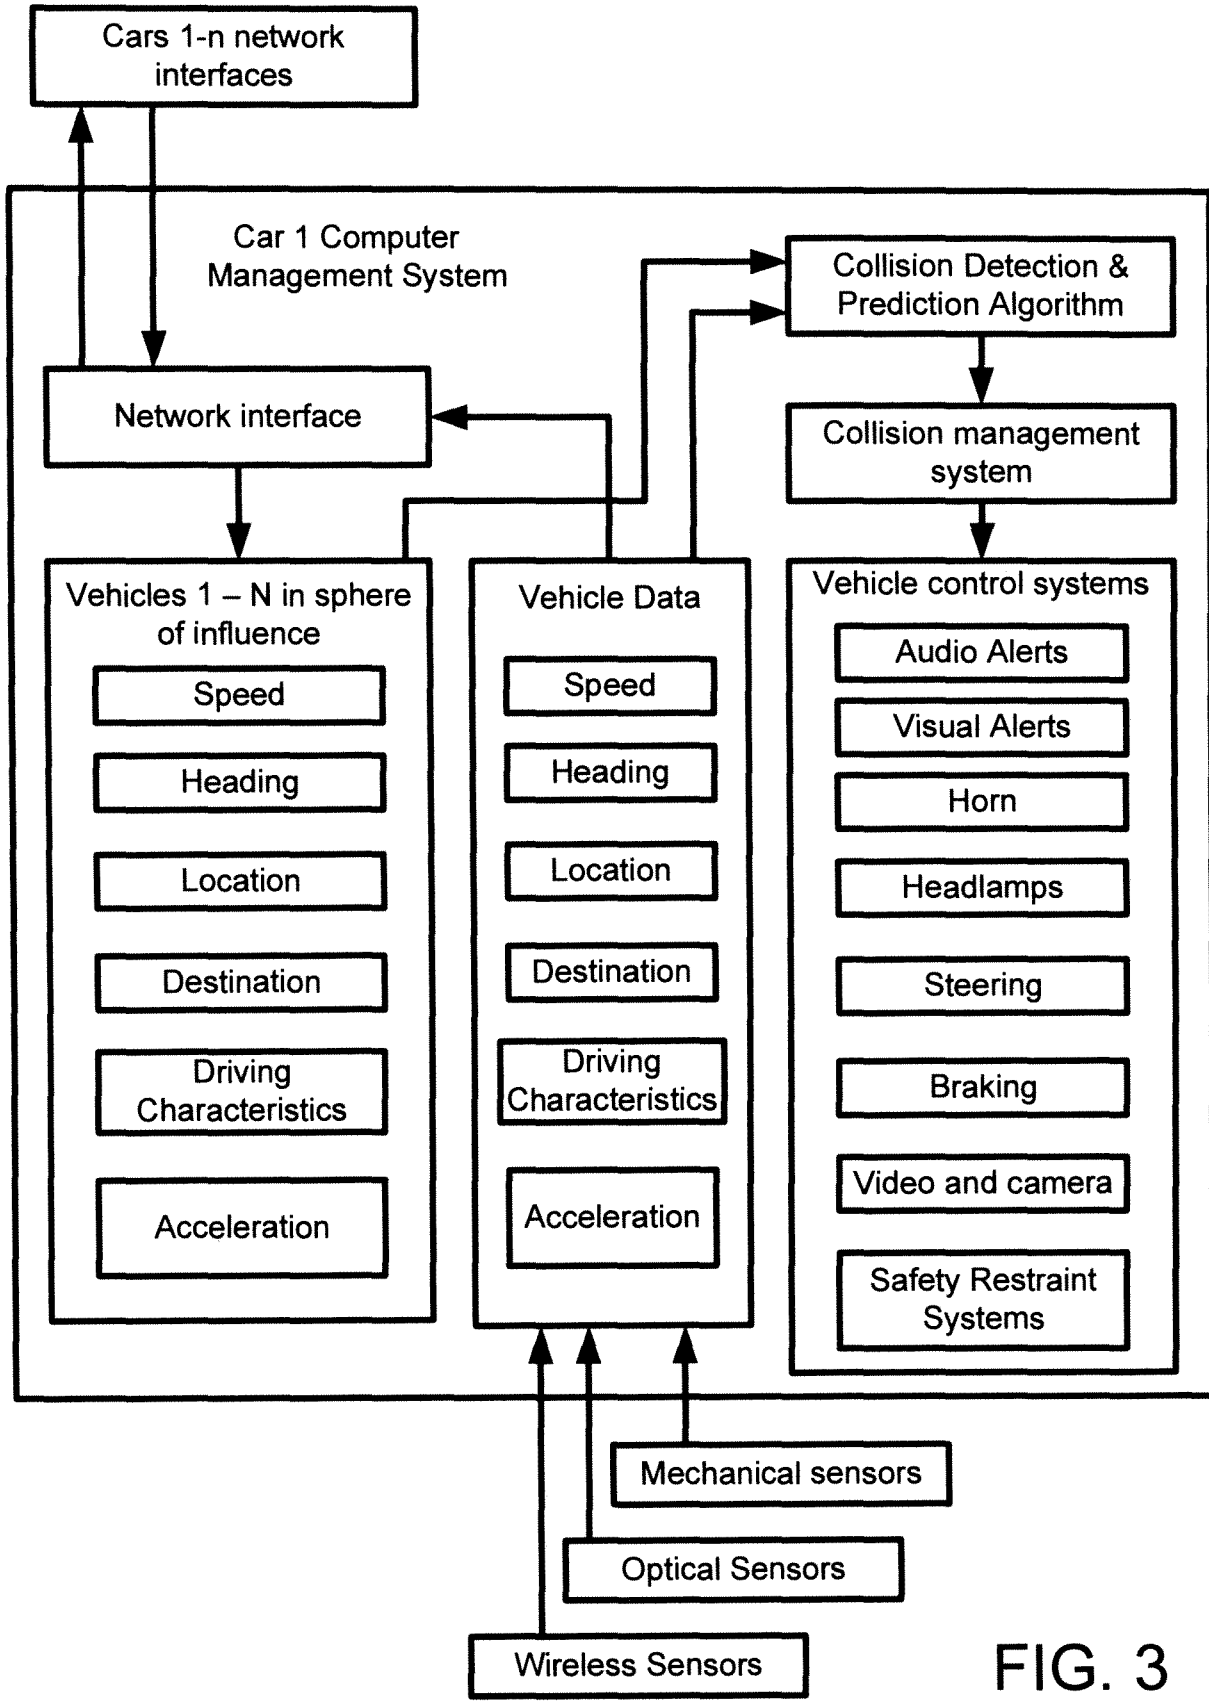 Cars 1-n network
interfaces
Car 1 Computer
Management System
Collision Detection &
Prediction Algorithm
Network interface
Collision management
system
Vehicles 1 – N in sphere
of influence
Speed
Heading
Location
Destination
Driving
Characteristics
Acceleration
Vehicle Data
Speed
Heading
Location
Destination
Driving
Characteristics
Acceleration
Vehicle control systems
Audio Alerts
Visual Alerts
Horn
Headlamps
Steering
Braking
Video and camera
Safety Restraint
Systems
Mechanical sensors
Optical Sensors
Wireless Sensors
FIG. 3